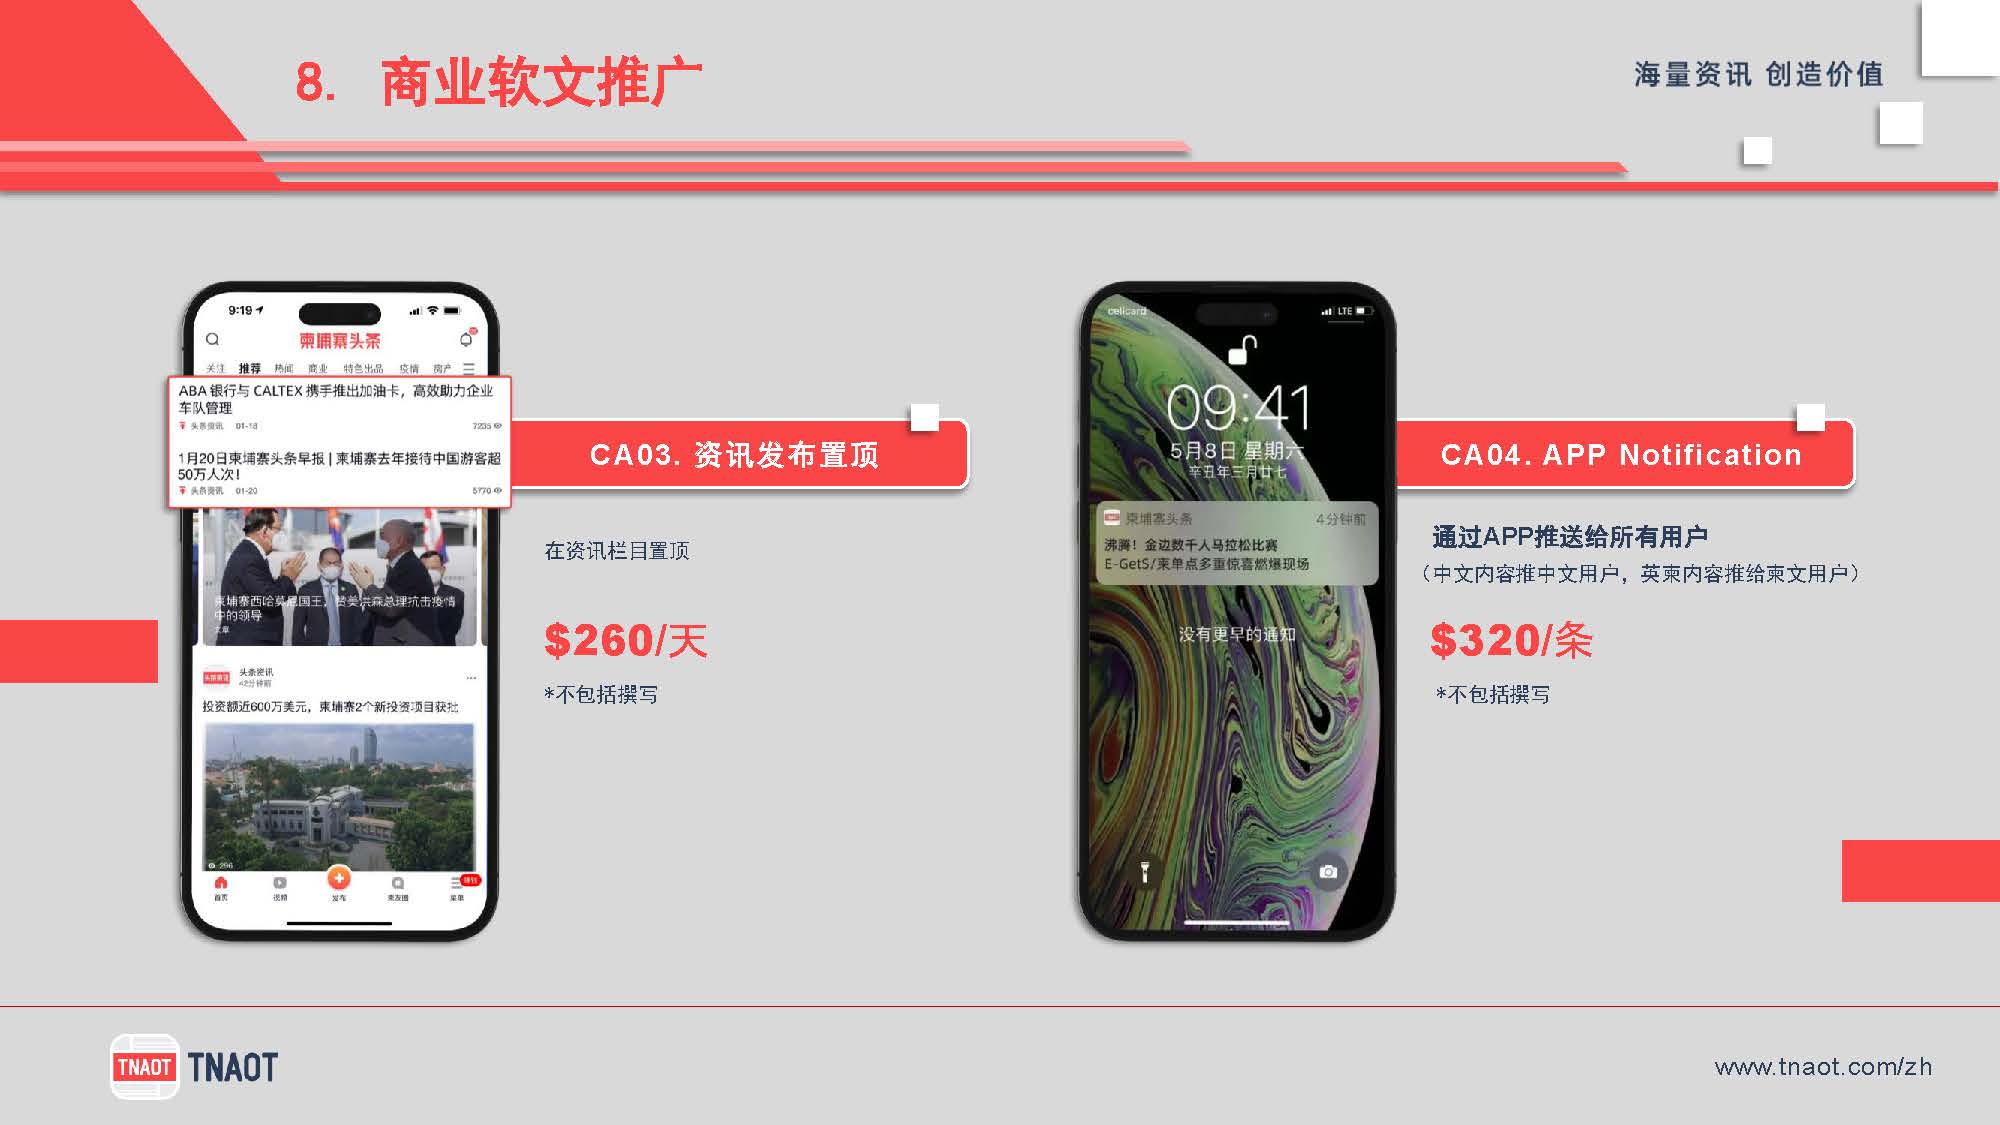 8. 商业软文推广
海量资讯 创造价值
9:19
柬埔寨头条
关注 推荐 热闻 商业 特色出品 疫情 房产
ABA 银行与 CALTEX 携手推出加油卡，高效助力企业
车队管理
头条资讯 01-18 7235
1月20日柬埔寨头条早报 | 柬埔寨去年接待中国游客超
50万人次！
头条资讯 01-20 5770
柬埔寨西哈莫尼国王，赞美洪森总理抗击疫情
中的领导
文章
头条资讯
42分钟前
投资额近600万美元，柬埔寨2个新投资项目获批
296
首页 视频 发布 柬友圈 菜单
CA03. 资讯发布置顶
在资讯栏目置顶
$260/天
*不包括撰写
cellcard LTE
09:41
5月8日 星期六
辛丑年三月廿七
柬埔寨头条 4分钟前
沸腾！金边数千人马拉松比赛
E-GetS/柬单点多重惊喜燃爆现场
没有更早的通知
CA04. APP Notification
通过APP推送给所有用户
（中文内容推中文用户，英柬内容推给柬文用户）
$320/条
*不包括撰写
TNAOT TNAOT
www.tnaot.com/zh